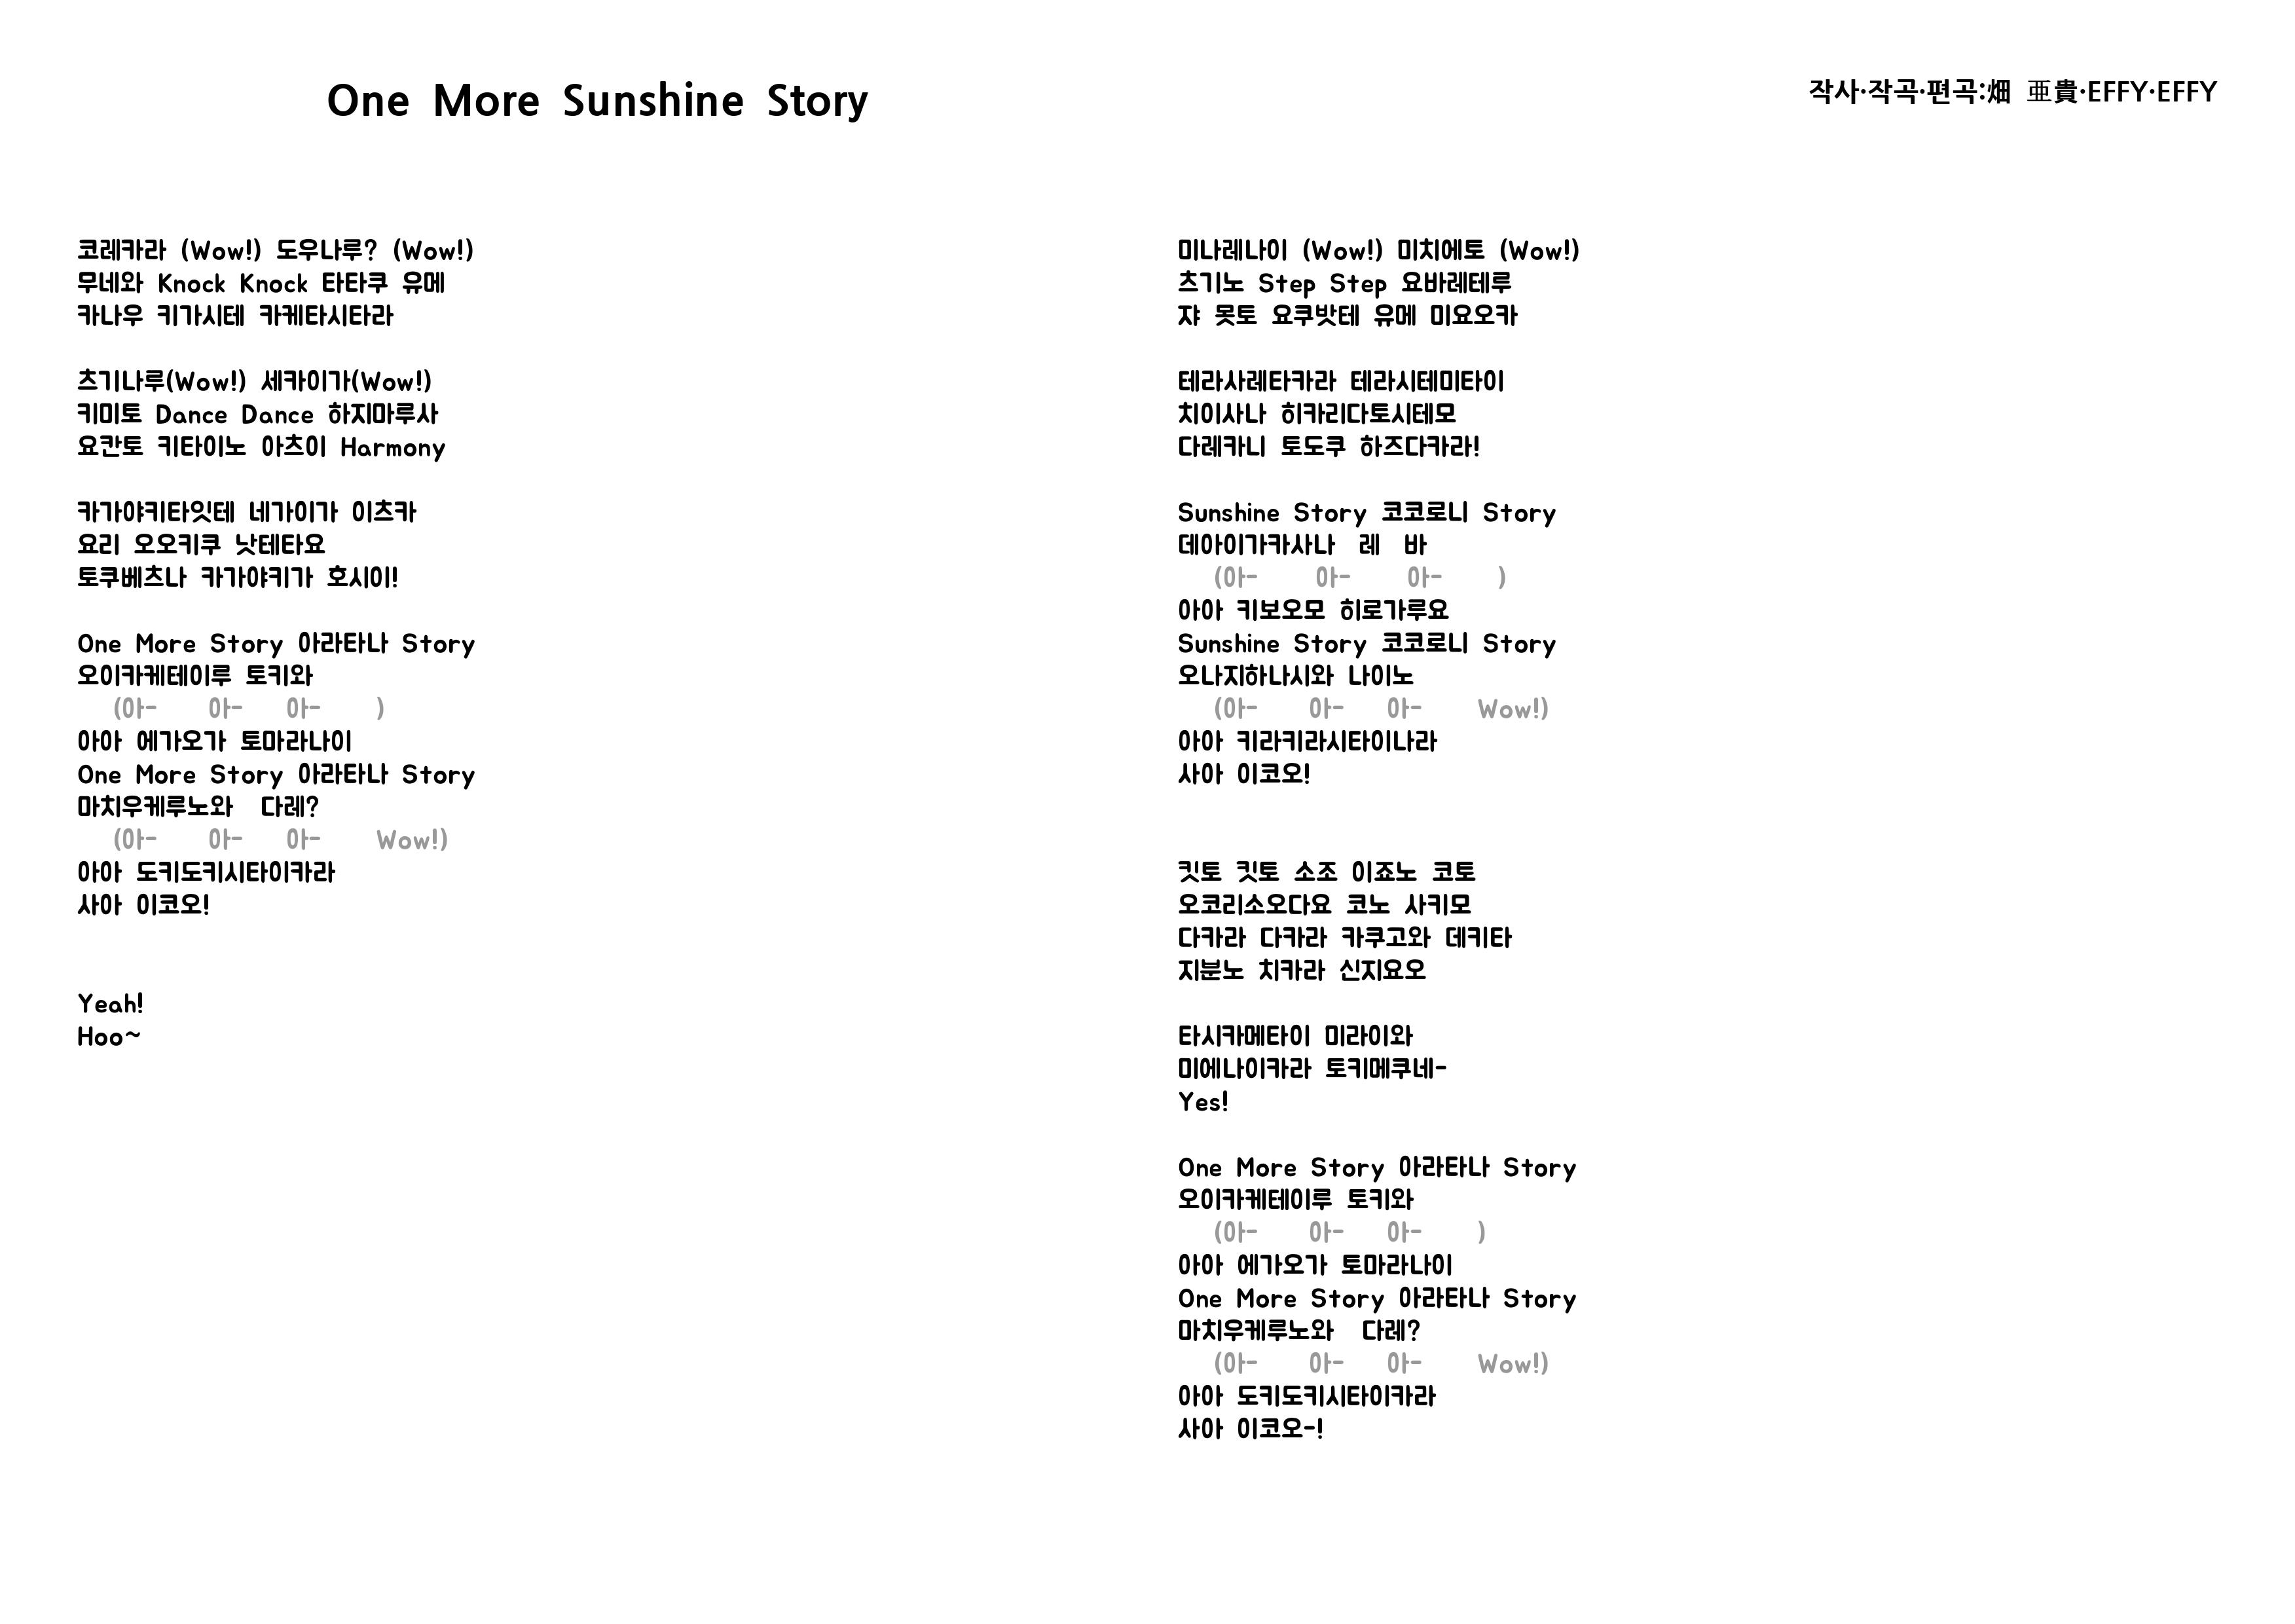 One More Sunshine Story
작사·작곡·편곡:畑 亜貴·EFFY·EFFY
코레카라 (Wow!) 도우나루? (Wow!)
무네와 Knock Knock 타타쿠 유메
카나우 키가시테 카케타시타라
츠기나루(Wow!) 세카이가(Wow!)
키미토 Dance Dance 하지마루사
요칸토 키타이노 아츠이 Harmony
카가야키타잇테 네가이가 이츠카
요리 오오키쿠 낫테타요
토쿠베츠나 카가야키가 호시이!
One More Story 아라타나 Story
오이카케테이루 토키와
(아- 아- 아- )
아아 에가오가 토마라나이
One More Story 아라타나 Story
마치우케루노와 다레?
(아- 아- 아- Wow!)
아아 도키도키시타이카라
사아 이코오!
Yeah!
Hoo~
미나레나이 (Wow!) 미치에토 (Wow!)
츠기노 Step Step 요바레테루
쟈 못토 요쿠밧테 유메 미요오카
테라사레타카라 테라시테미타이
치이사나 히카리다토시테모
다레카니 토도쿠 하즈다카라!
Sunshine Story 코코로니 Story
데아이가카사나 레 바
(아- 아- 아- )
아아 키보오모 히로가루요
Sunshine Story 코코로니 Story
오나지하나시와 나이노
(아- 아- 아- Wow!)
아아 키라키라시타이나라
사아 이코오!
킷토 킷토 소조 이죠노 코토
오코리소오다요 코노 사키모
다카라 다카라 카쿠고와 데키타
지분노 치카라 신지요오
타시카메타이 미라이와
미에나이카라 토키메쿠네-
Yes!
One More Story 아라타나 Story
오이카케테이루 토키와
(아- 아- 아- )
아아 에가오가 토마라나이
One More Story 아라타나 Story
마치우케루노와 다레?
(아- 아- 아- Wow!)
아아 도키도키시타이카라
사아 이코오-!